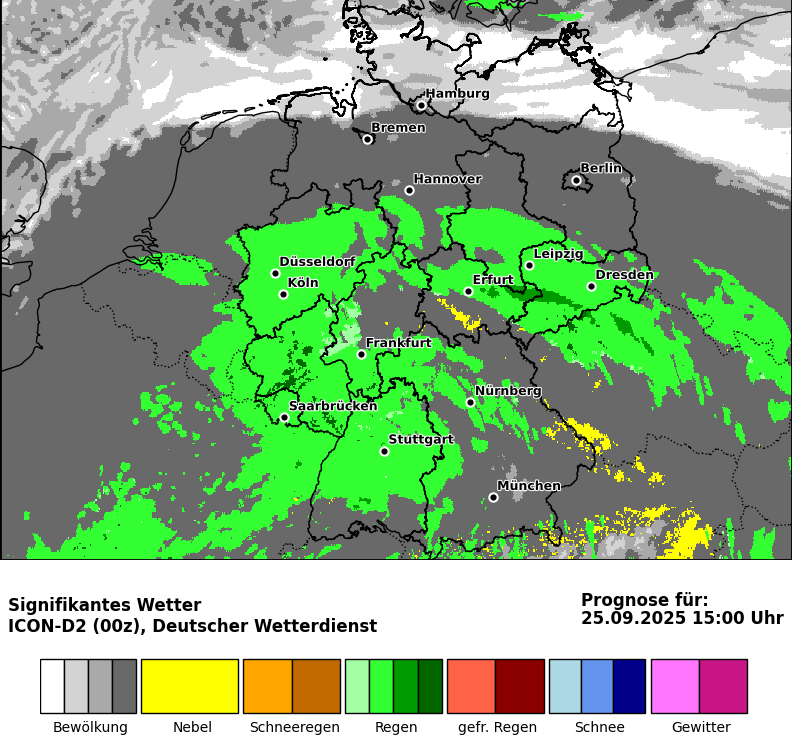 Hamburg
Bremen
Berlin
Hannover
Leipzig
Düsseldorf
Dresden
Köln
Erfurt
Frankfurt
Nürnberg
Saarbrücken
Stuttgart
München
Signifikantes Wetter
ICON-D2 (00z), Deutscher Wetterdienst
Prognose für:
25.09.2025 15:00 Uhr
Bewölkung
Nebel
Schneeregen
Regen
gefr. Regen
Schnee
Gewitter